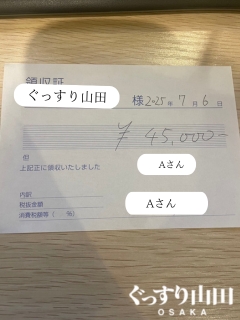 領収証
ぐっすり山田 様 2025年 7月 6日
¥45,000-
但
上記正に領収いたしました
Aさん
内訳
税抜金額
消費税額等( %)
Aさん
ぐっすり山田
OSAKA